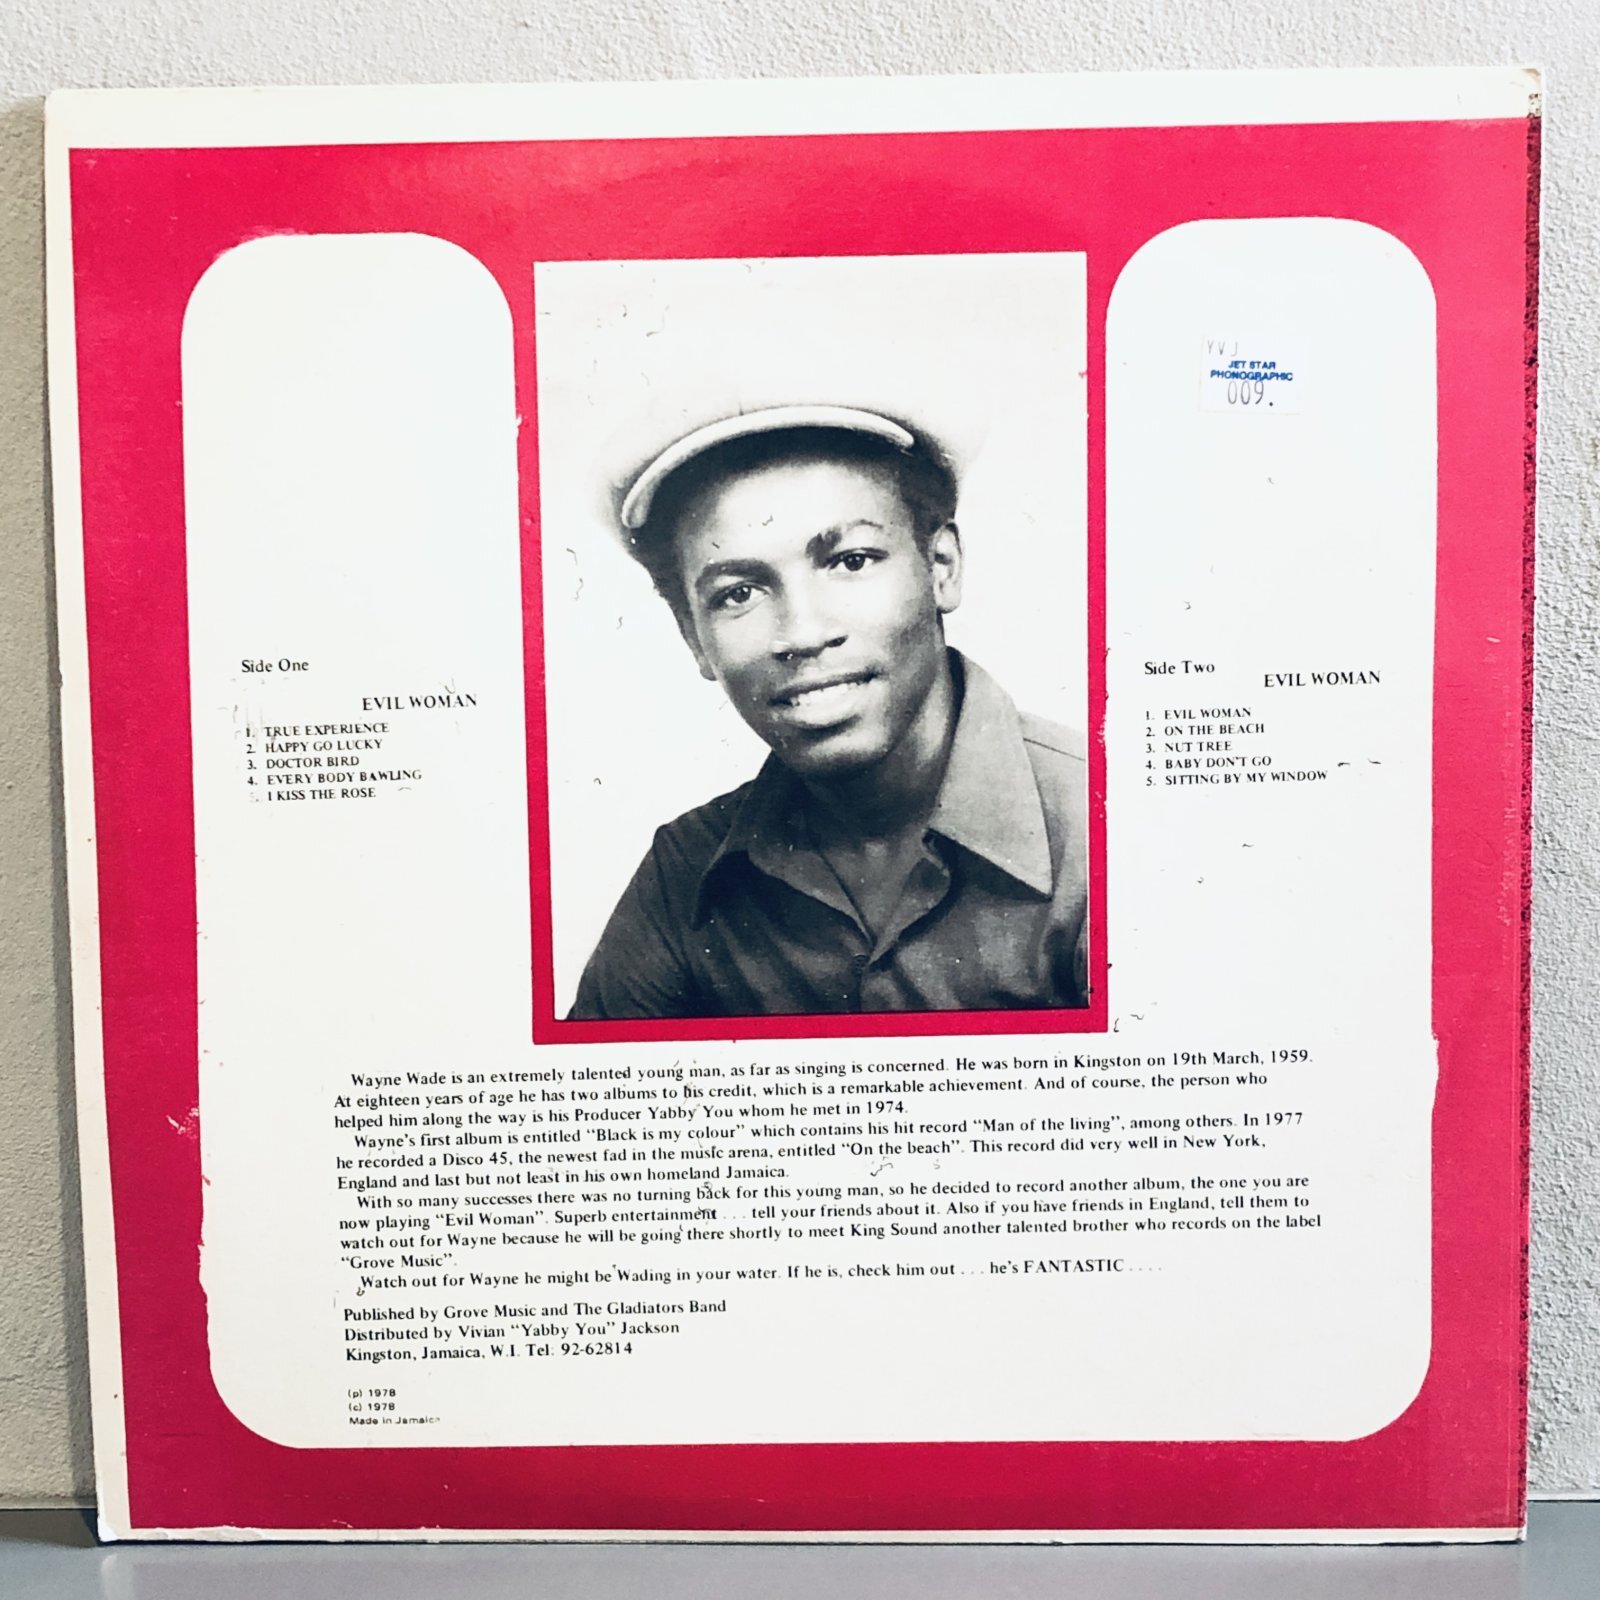 Side One
EVIL WOMAN
1. TRUE EXPERIENCE
2. HAPPY GO LUCKY
3. DOCTOR BIRD
4. EVERY BODY BAWLING
5. I KISS THE ROSE
YVJ
JET STAR
PHONOGRAPHIC
009.
Side Two
EVIL WOMAN
1. EVIL WOMAN
2. ON THE BEACH
3. NUT TREE
4. BABY DON'T GO
5. SITTING BY MY WINDOW
Wayne Wade is an extremely talented young man, as far as singing is concerned. He was born in Kingston on 19th March, 1959.
At eighteen years of age he has two albums to his credit, which is a remarkable achievement. And of course, the person who
helped him along the way is his Producer Yabby You whom he met in 1974.
Wayne's first album is entitled "Black is my colour" which contains his hit record "Man of the living", among others. In 1977
he recorded a Disco 45, the newest fad in the music arena, entitled "On the beach". This record did very well in New York,
England and last but not least in his own homeland Jamaica.
With so many successes there was no turning back for this young man, so he decided to record another album, the one you are
now playing "Evil Woman". Superb entertainment . . . tell your friends about it. Also if you have friends in England, tell them to
watch out for Wayne because he will be going there shortly to meet King Sound another talented brother who records on the label
"Grove Music".
Watch out for Wayne he might be Wading in your water. If he is, check him out . . . he's FANTASTIC . . . .
Published by Grove Music and The Gladiators Band
Distributed by Vivian "Yabby You" Jackson
Kingston, Jamaica, W.I. Tel: 92-62814
(p) 1978
(c) 1978
Made in Jamaica